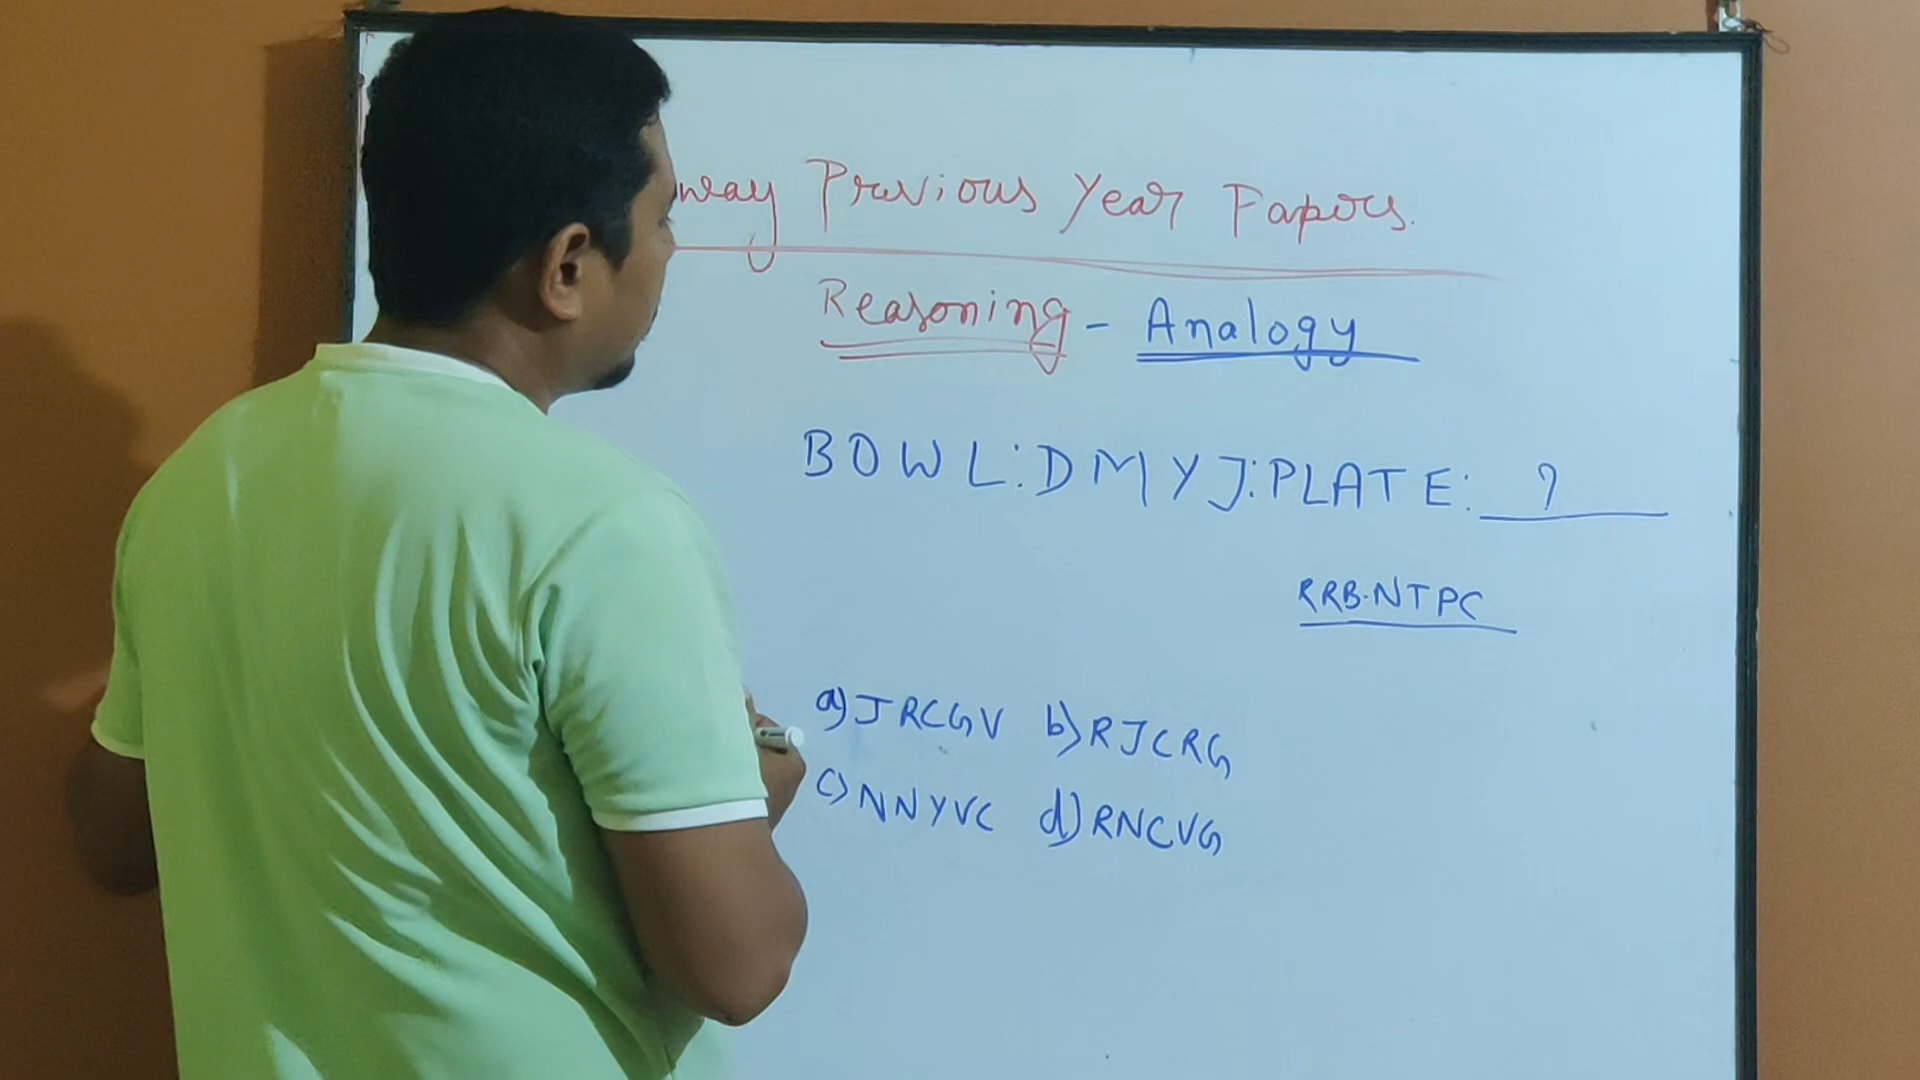 way Previous Year Papers.
Reasoning - Analogy
BOWL:DMYJ:PLATE: ?
RRB.NTPC
a) JRCGV b) RJCRG
c) NNYVC d) RNCVG